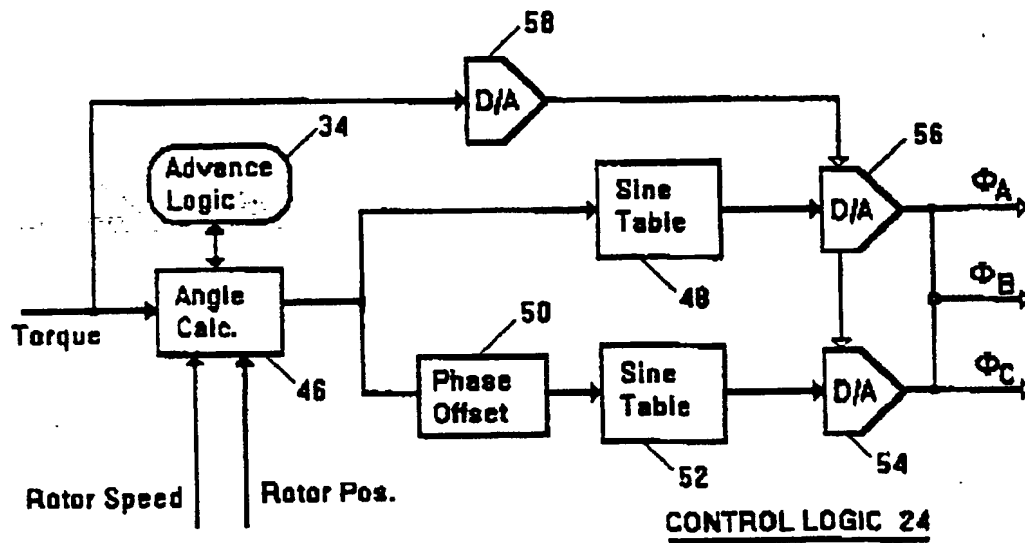 58
D/A
34
Advance
Logic
56
Sine
Table
D/A
ΦA
48
ΦB
Torque
Angle
Calc.
50
46
Phase
Offset
Sine
Table
D/A
ΦC
52
54
Rotor Speed
Rotor Pos.
CONTROL LOGIC 24